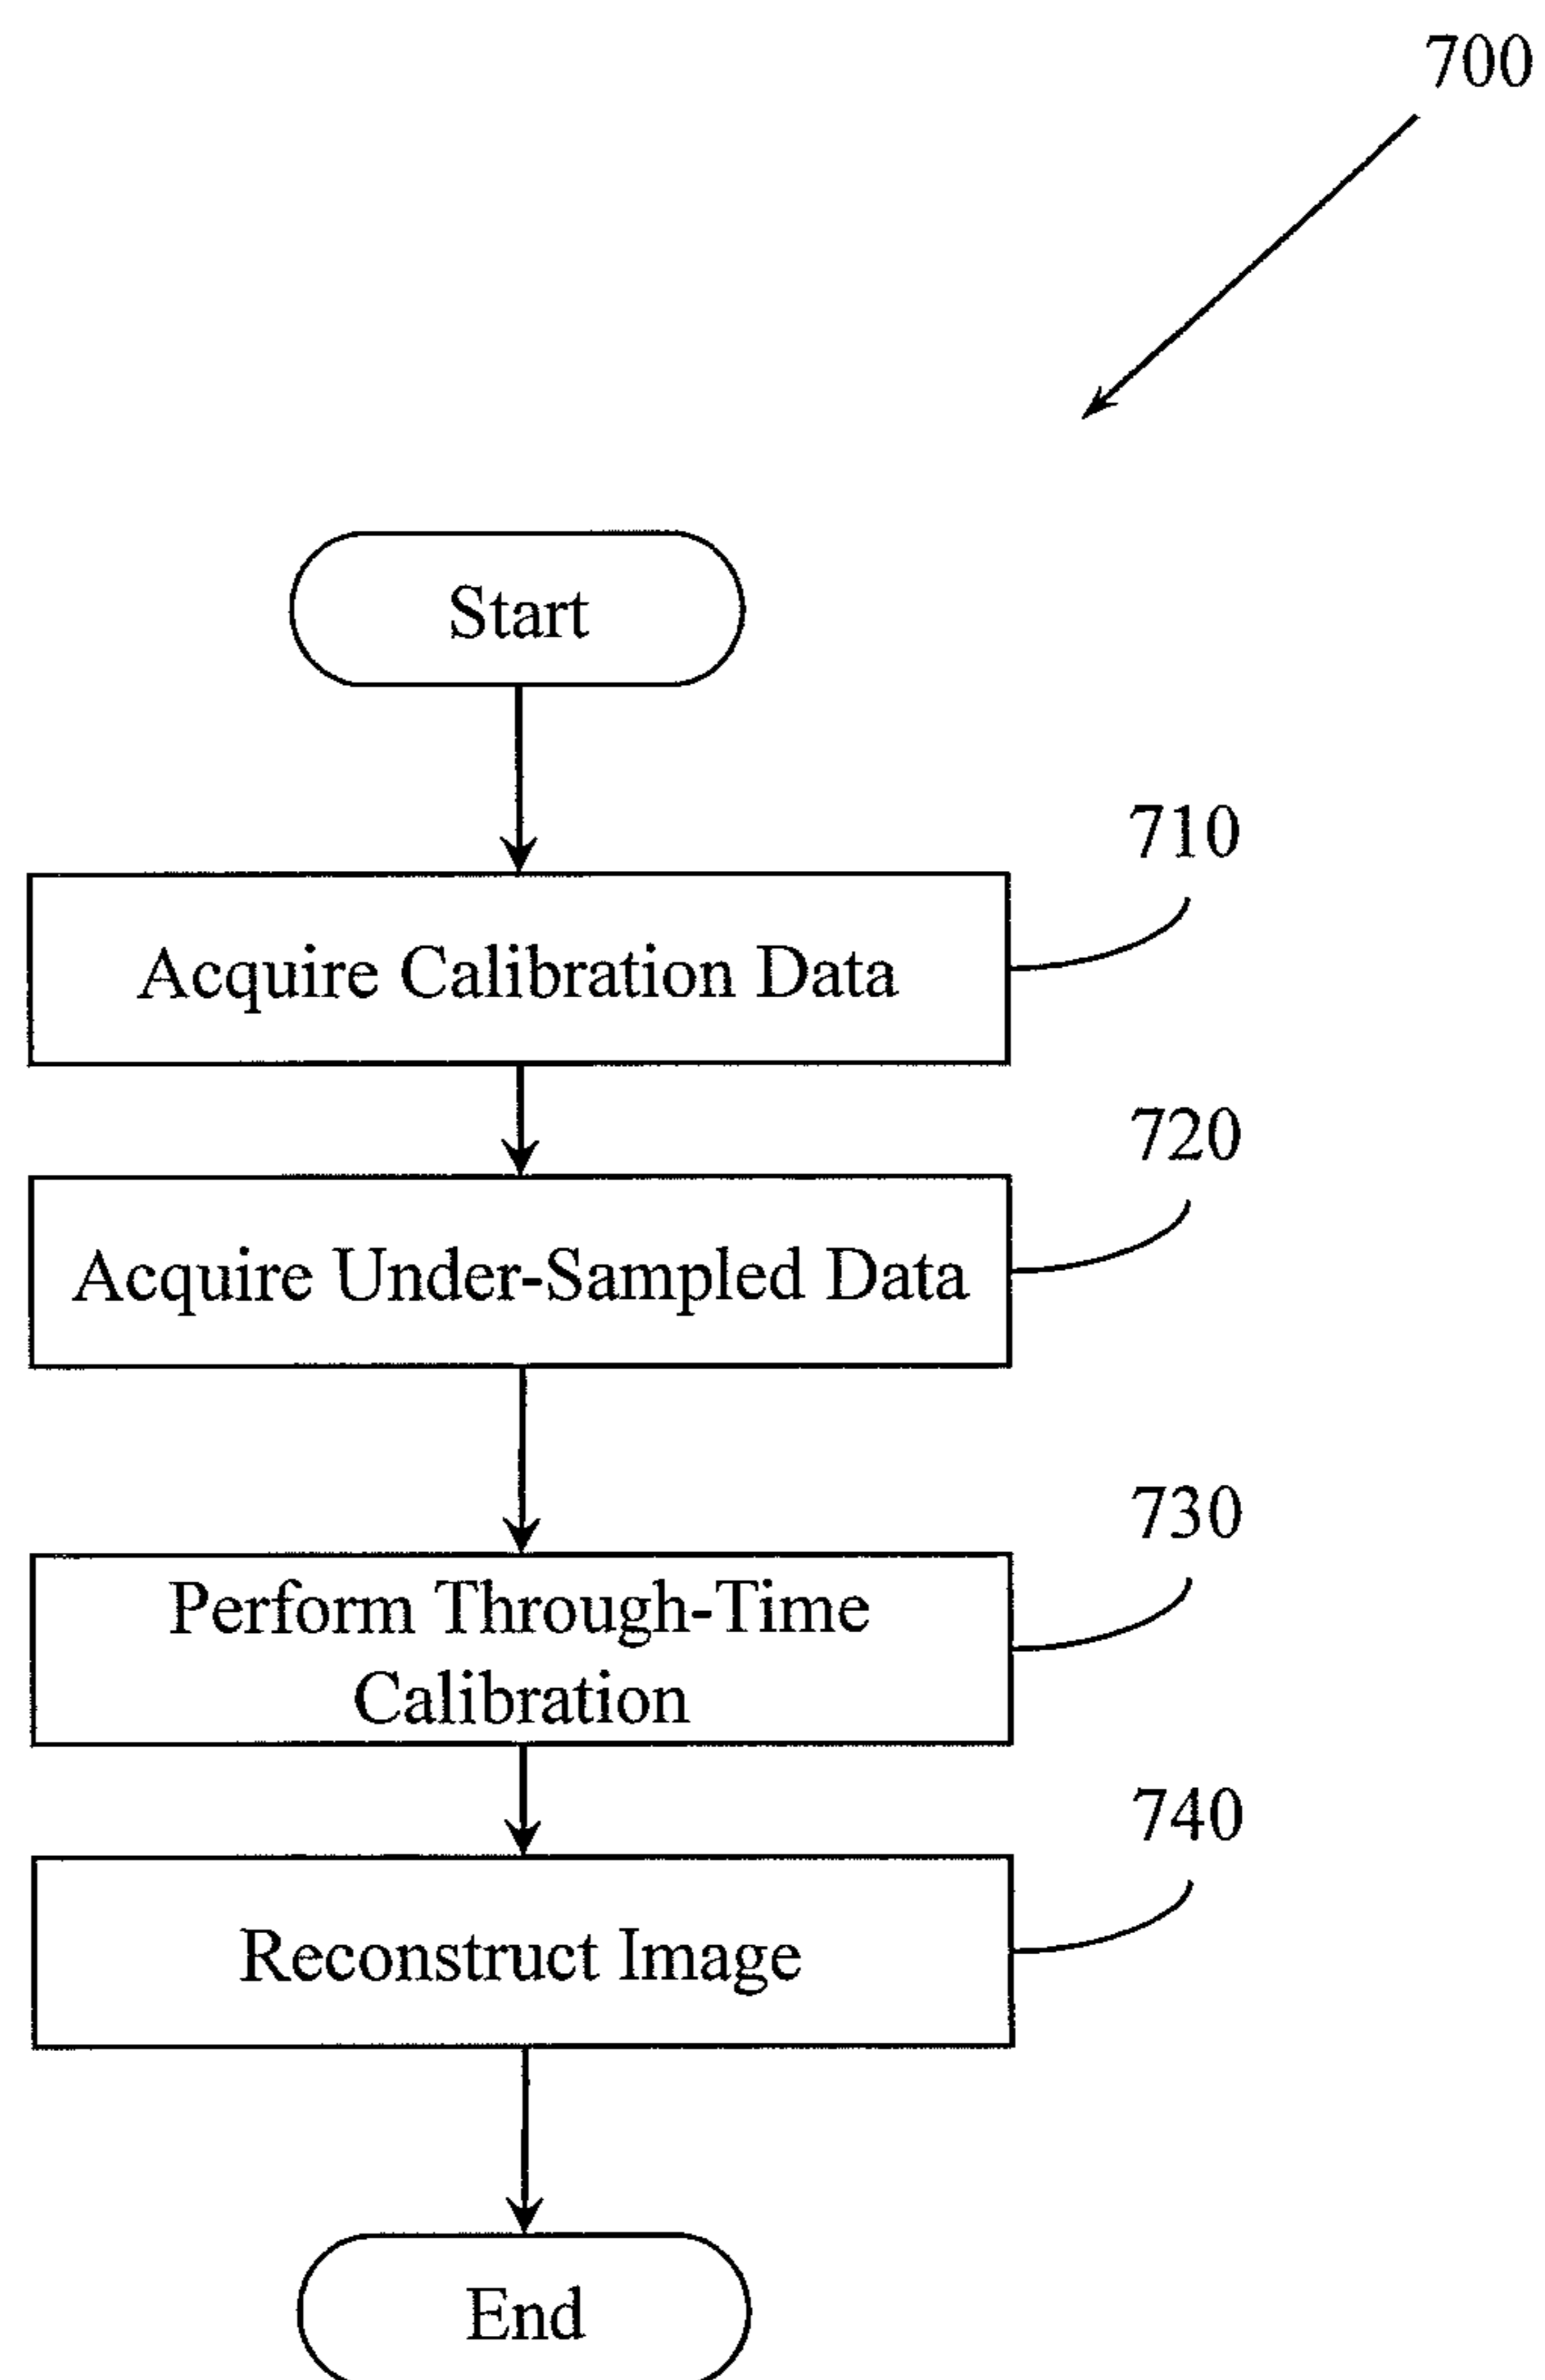 700
Start
710
Acquire Calibration Data
720
Acquire Under-Sampled Data
730
Perform Through-Time
Calibration
740
Reconstruct Image
End